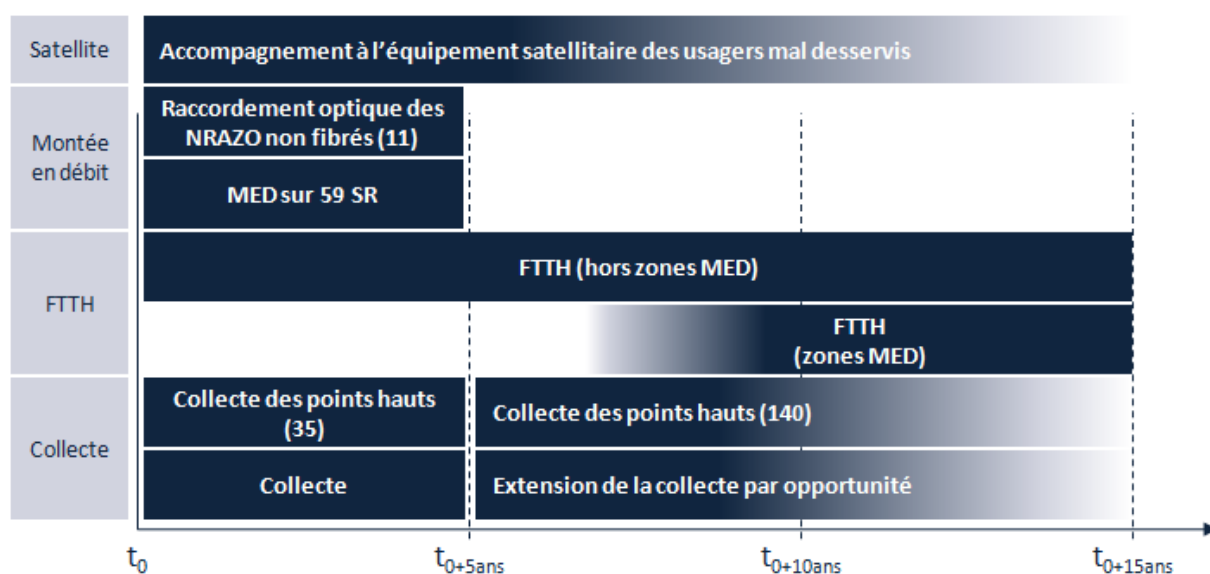 Satellite
Accompagnement à l'équipement satellitaire des usagers mal desservis
Montée
en débit
Raccordement optique des
NRAZO non fibrés (11)
MED sur 59 SR
FTTH
FTTH (hors zones MED)
FTTH
(zones MED)
Collecte
Collecte des points hauts
(35)
Collecte des points hauts (140)
Collecte
Extension de la collecte par opportunité
t0
t0+5ans
t0+10ans
t0+15ans